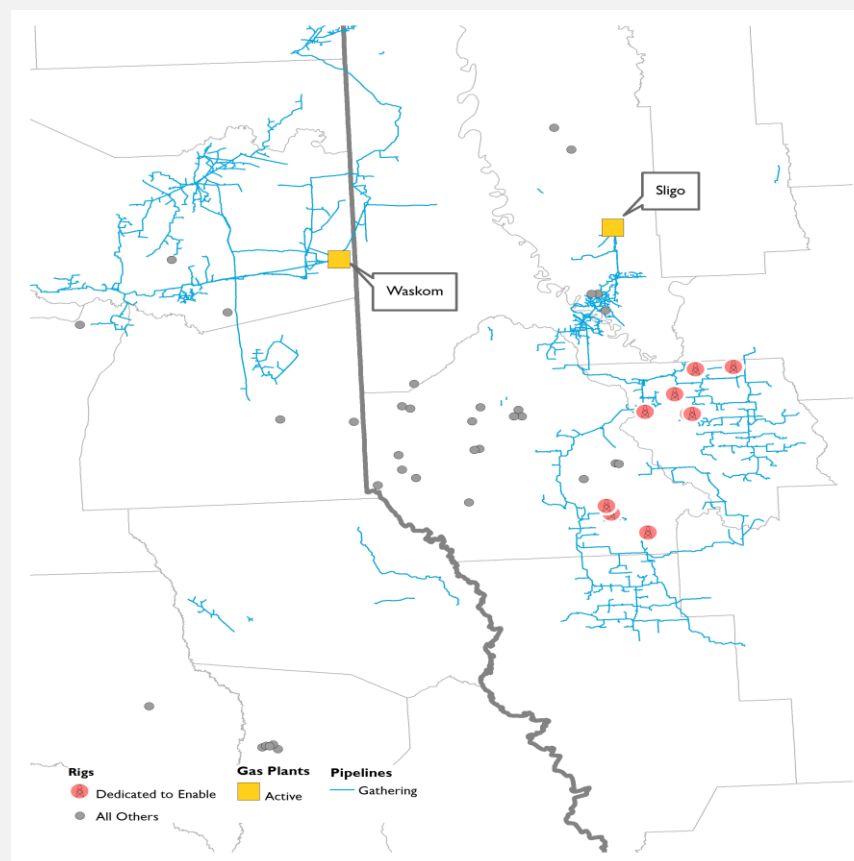 Sligo
Waskom
Rigs
Dedicated to Enable
All Others
Gas Plants
Active
Pipelines
Gathering